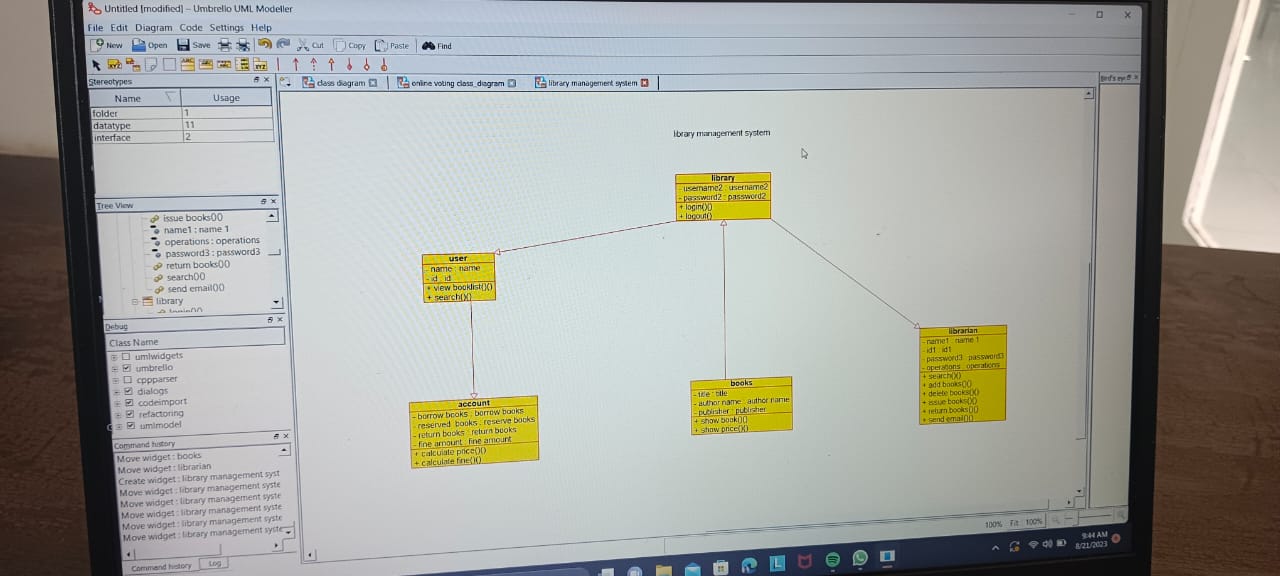 Untitled [modified] – Umbrello UML Modeller
File Edit Diagram Code Settings Help
New Open Save Cut Copy Paste Find
Stereotypes
class diagram
online voting class_diagram
library management system
Name Usage
folder 1
datatype 11
interface 2
Tree View
issue books()()
name1 : name 1
operations : operations
password3 : password3
return books()()
search()()
send email()()
library
Debug
Class Name
umlwidgets
umbrello
cppparser
dialogs
codeimport
refactoring
umlmodel
Command history
Move widget : books
Move widget : librarian
Create widget : library management syst
Move widget : library management syste
Move widget : library management syste
Move widget : library management syste
Move widget : library management syste
Move widget : library management syste
Command history Log
library management system
library
- username2 : username2
- password2 : password2
+ login()()
+ logout()
user
- name : name
- id : id
+ view booklist()()
+ search()()
account
- borrow books : borrow books
- reserved books : reserve books
- return books : return books
- fine amount : fine amount
+ calculate price()()
+ calculate fine()()
books
- title : title
- author name : author name
- publisher : publisher
+ show book()()
+ show price()()
librarian
- name1 : name 1
- id1 : id1
- password3 : password3
- operations : operations
+ search()()
+ add books()()
+ delete books()()
+ issue books()()
+ return books()()
+ send email()()
Bird's eye
100% Fit 100%
9:44 AM
8/21/2023